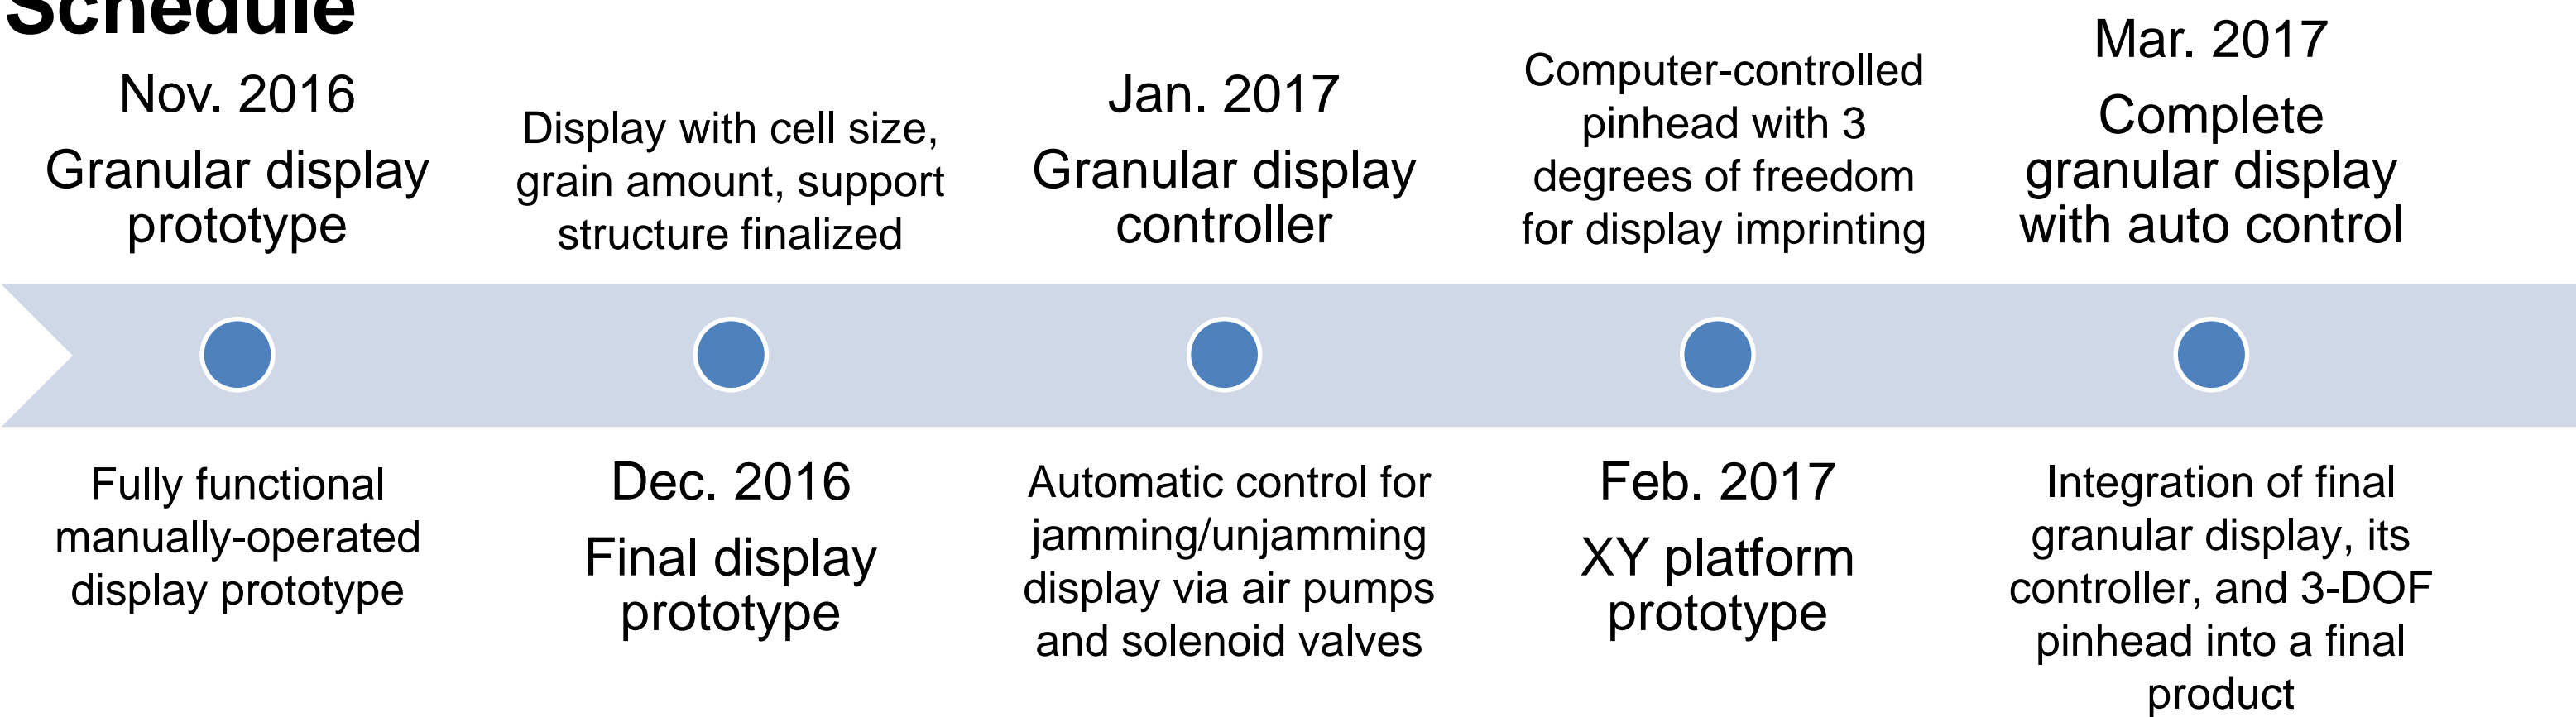 Schedule
Nov. 2016
Granular display
prototype
Fully functional
manually-operated
display prototype
Display with cell size,
grain amount, support
structure finalized
Dec. 2016
Final display
prototype
Jan. 2017
Granular display
controller
Automatic control for
jamming/unjamming
display via air pumps
and solenoid valves
Computer-controlled
pinhead with 3
degrees of freedom
for display imprinting
Feb. 2017
XY platform
prototype
Mar. 2017
Complete
granular display
with auto control
Integration of final
granular display, its
controller, and 3-DOF
pinhead into a final
product